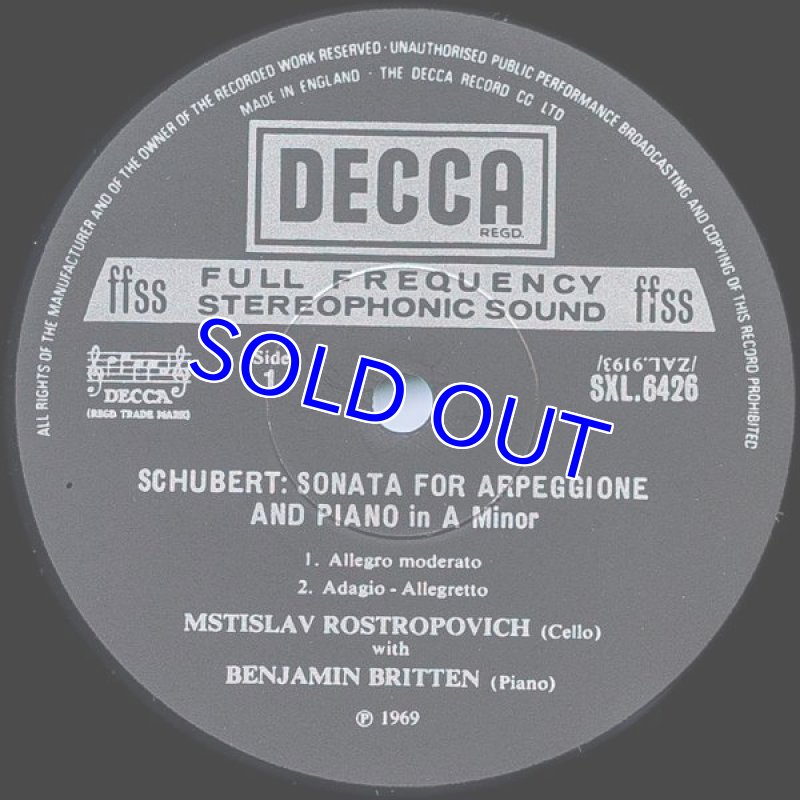 ALL RIGHTS OF THE MANUFACTURER AND OF THE OWNER OF THE RECORDED WORK RESERVED · UNAUTHORISED PUBLIC PERFORMANCE BROADCASTING AND COPYING OF THIS RECORD PROHIBITED
MADE IN ENGLAND · THE DECCA RECORD CO LTD
DECCA
REGD.
ffss FULL FREQUENCY ffss
STEREOPHONIC SOUND
DECCA
(REGD TRADE MARK)
Side
1
SOLD OUT
/ZAL.9193/
SXL.6426
SCHUBERT: SONATA FOR ARPEGGIONE
AND PIANO in A Minor
1. Allegro moderato
2. Adagio - Allegretto
MSTISLAV ROSTROPOVICH (Cello)
with
BENJAMIN BRITTEN (Piano)
℗ 1969